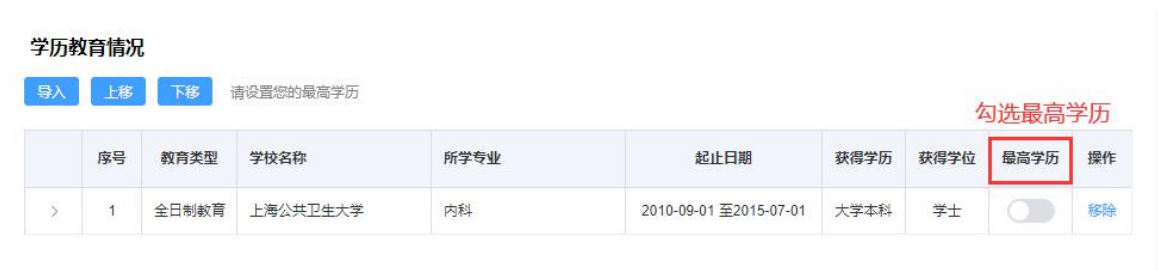 学历教育情况
导入 上移 下移 请设置您的最高学历
勾选最高学历
序号 教育类型 学校名称 所学专业 起止日期 获得学历 获得学位 最高学历 操作
> 1 全日制教育 上海公共卫生大学 内科 2010-09-01 至2015-07-01 大学本科 学士 移除